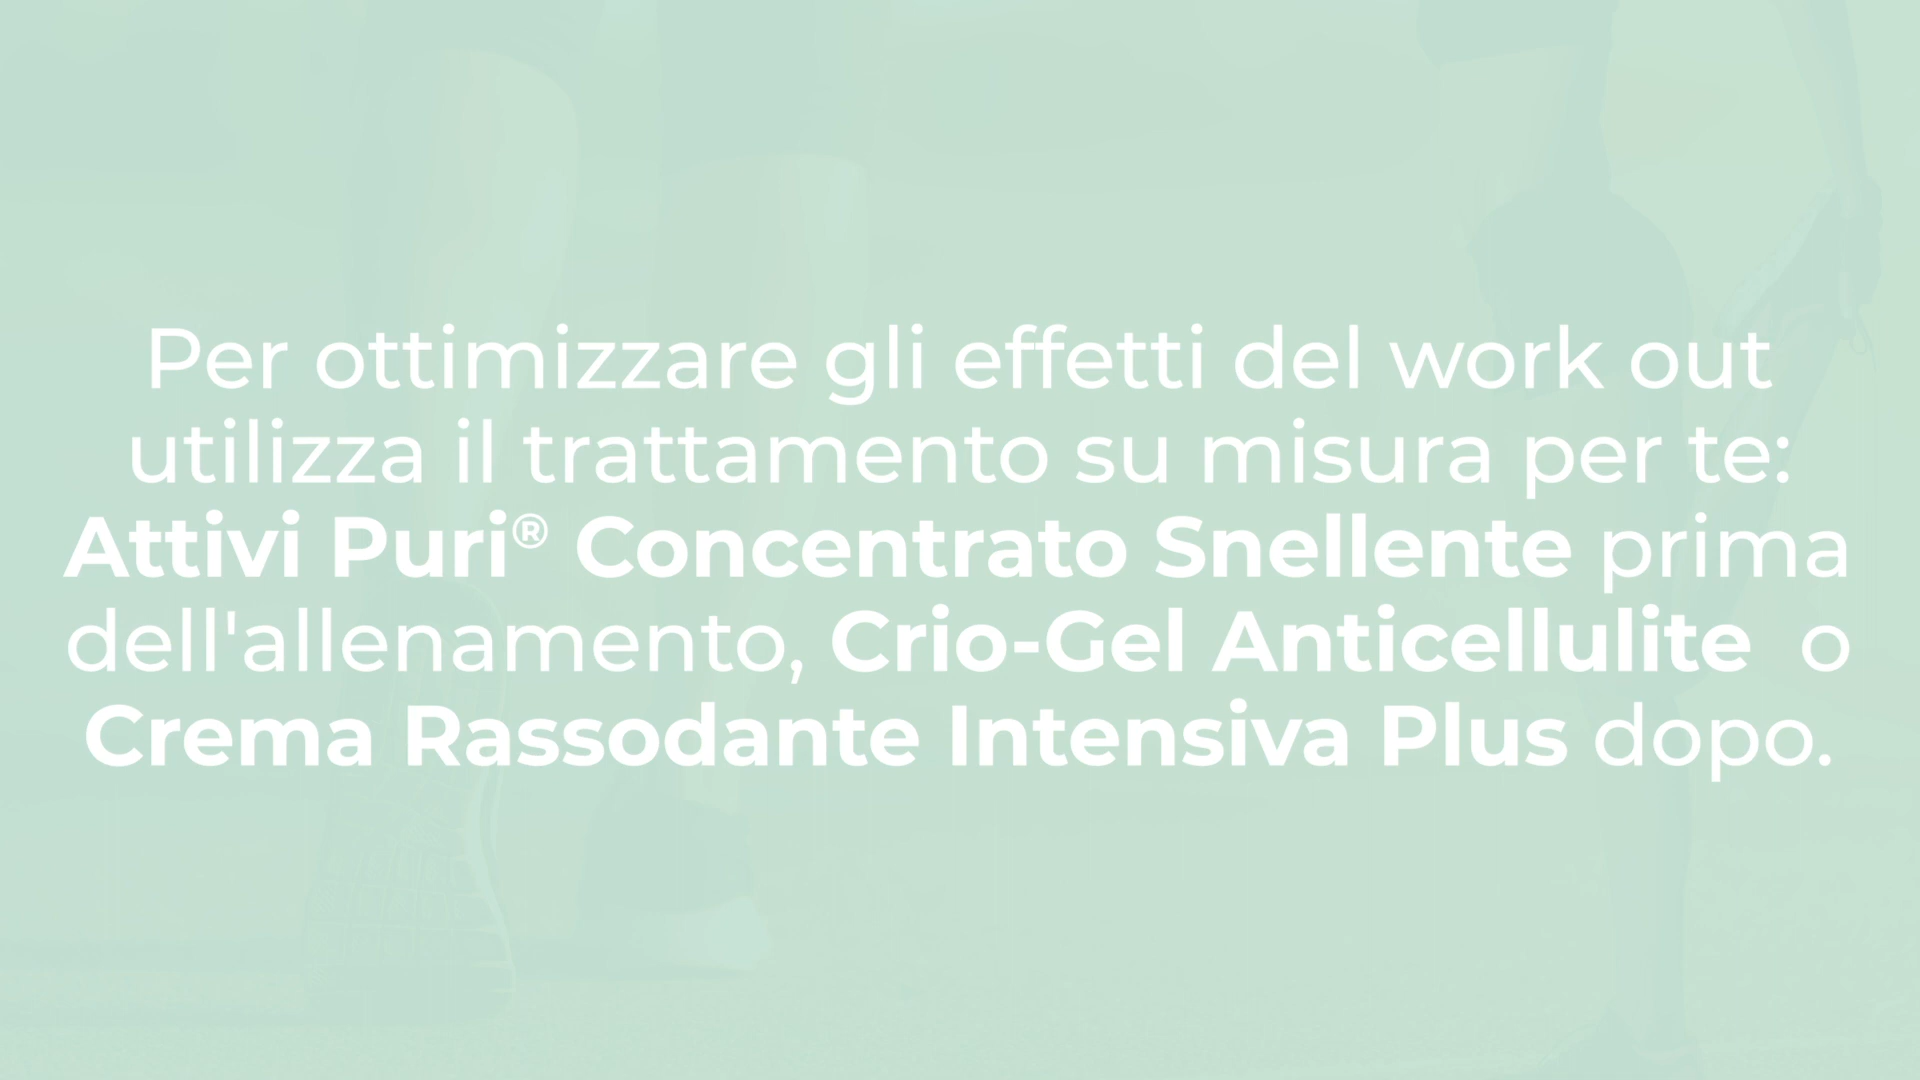 Per ottimizzare gli effetti del work out
utilizza il trattamento su misura per te:
Attivi Puri® Concentrato Snellente prima
dell'allenamento, Crio-Gel Anticellulite o
Crema Rassodante Intensiva Plus dopo.